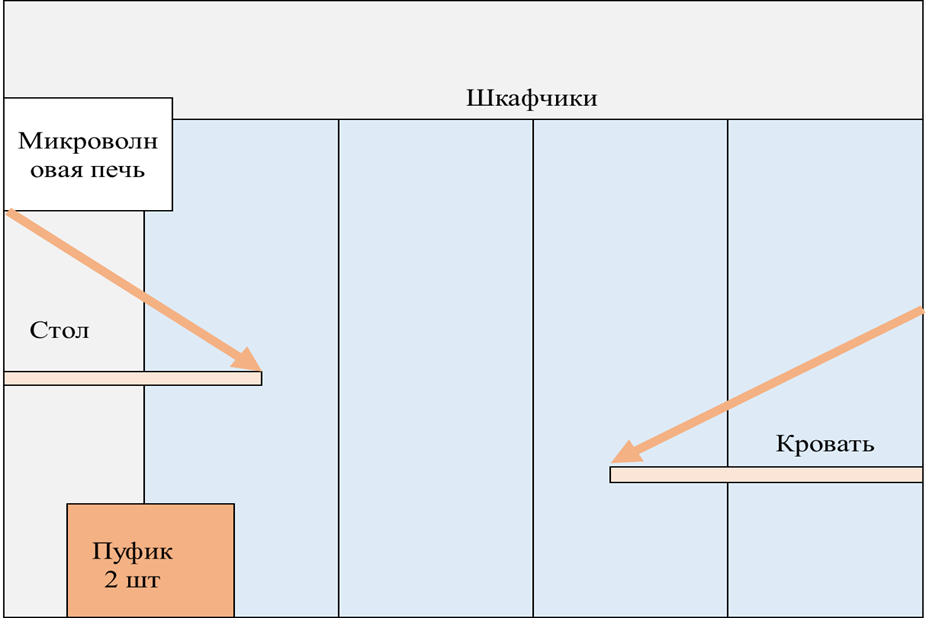 Шкафчики
Микроволн
овая печь
Стол
Кровать
Пуфик
2 шт